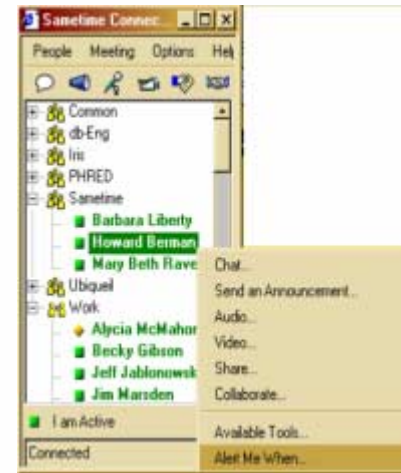 Sametime Connec
People Meeting Options Help
Common
db-Eng
Iris
PHRED
Sametime
Barbara Liberty
Howard Berman
Mary Beth Rave
Ubiqueil
Work
Alycia McMahor
Becky Gibson
Jeff Jablonowsk
Jim Marsden
Chat...
Send an Announcement...
Audio...
Video...
Share...
Collaborate...
Available Tools...
Alert Me When...
I am Active
Connected